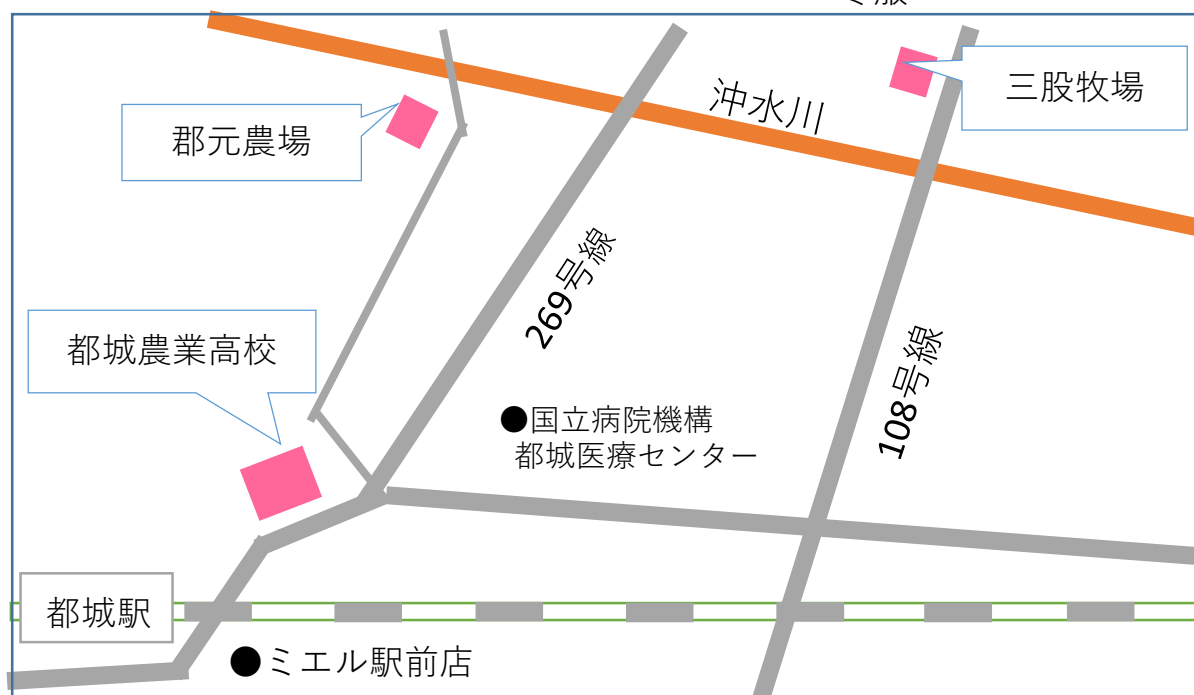 三股牧場
沖水川
郡元農場
269号線
都城農業高校
108号線
●国立病院機構
都城医療センター
都城駅
●ミエル駅前店